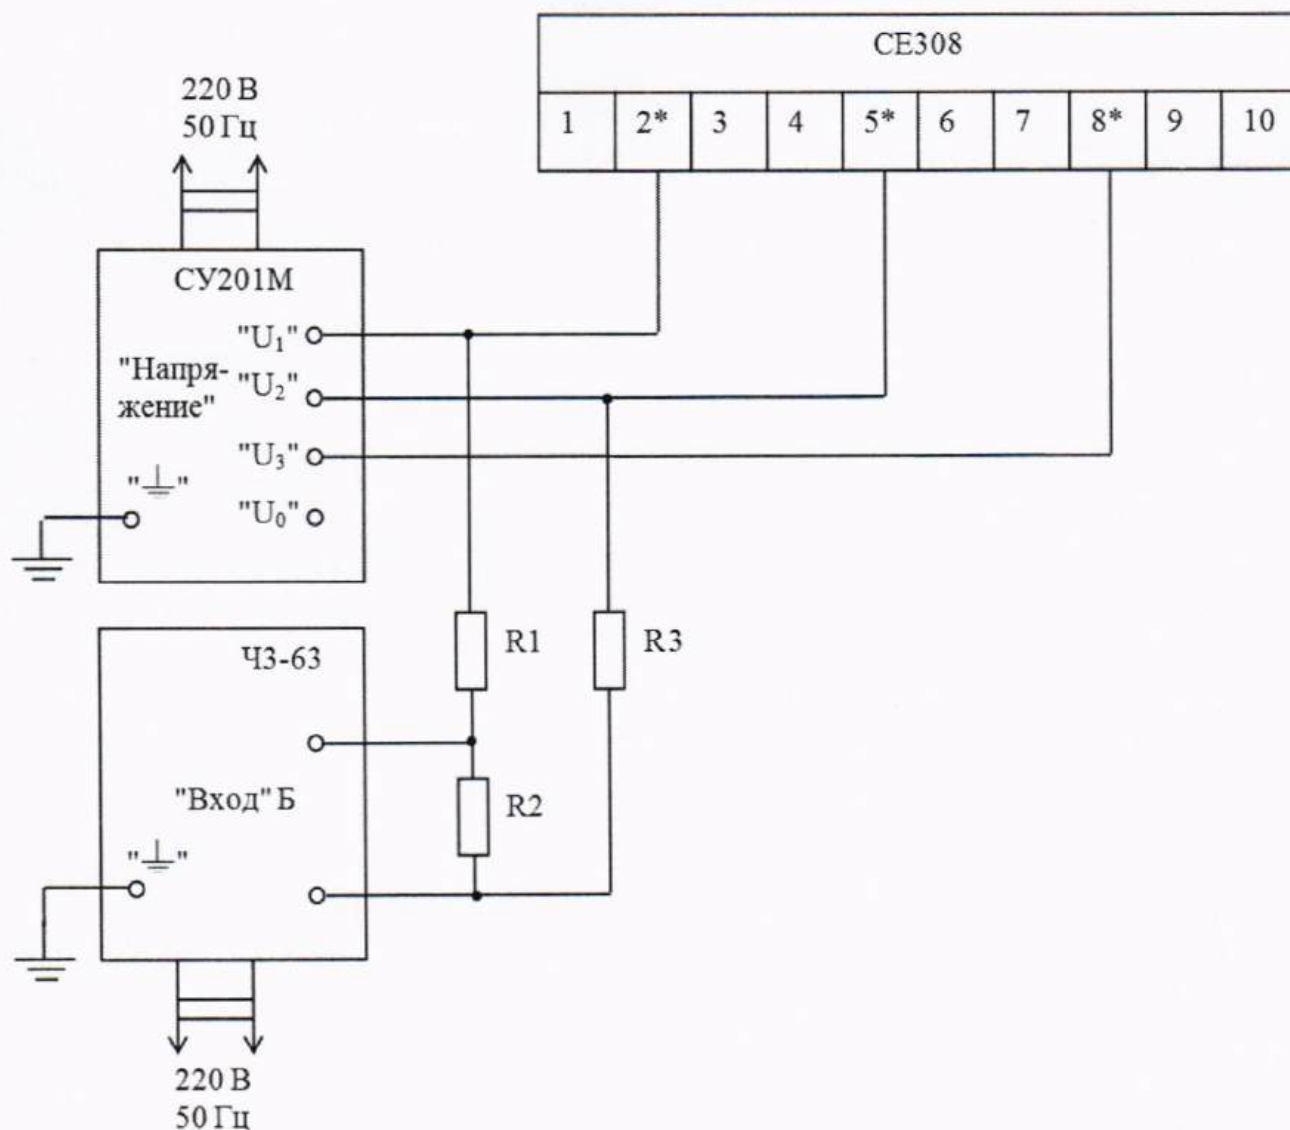 CE308
1 2* 3 4 5* 6 7 8* 9 10
220 В
50 Гц
СУ201М
"U₁"
"Напря-
жение"
"U₂"
"U₃"
"⏚"
"U₀"
R1
R3
Ч3-63
"Вход" Б
R2
"⏚"
220 В
50 Гц